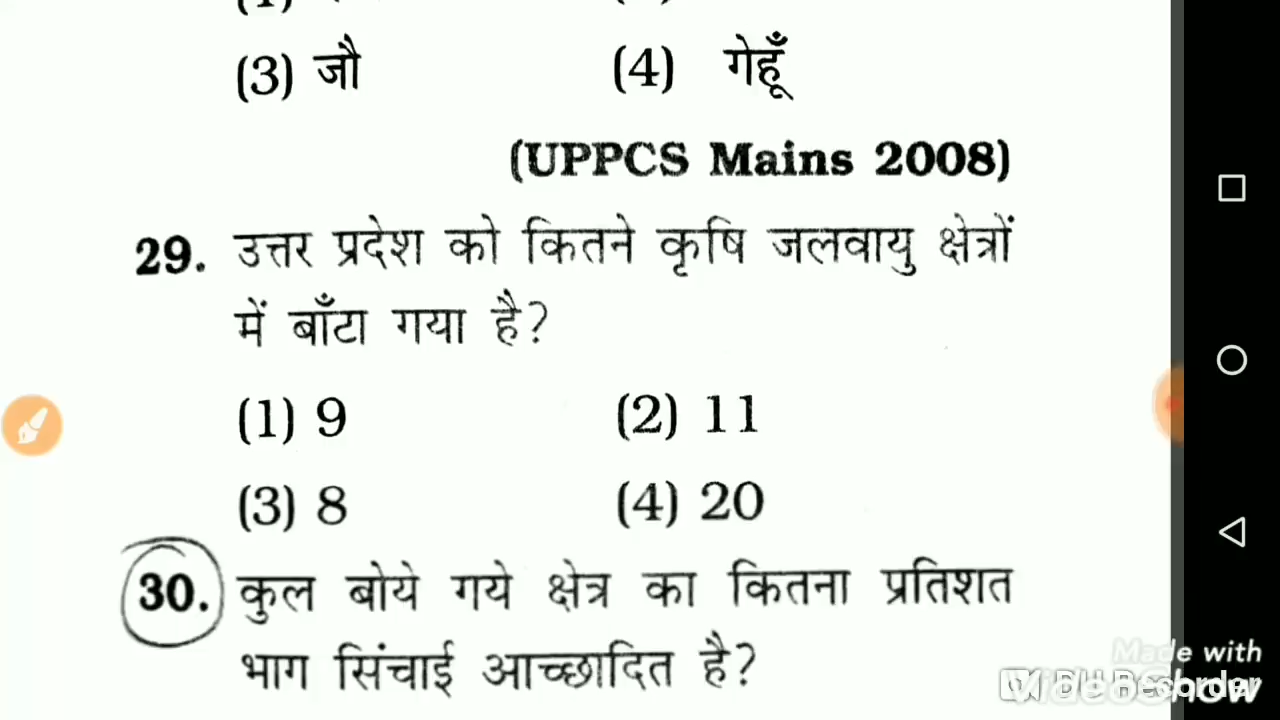 (3) जौ (4) गेहूँ
(UPPCS Mains 2008)
29. उत्तर प्रदेश को कितने कृषि जलवायु क्षेत्रों
में बाँटा गया है?
(1) 9 (2) 11
(3) 8 (4) 20
30. कुल बोये गये क्षेत्र का कितना प्रतिशत
भाग सिंचाई आच्छादित है?
Made with